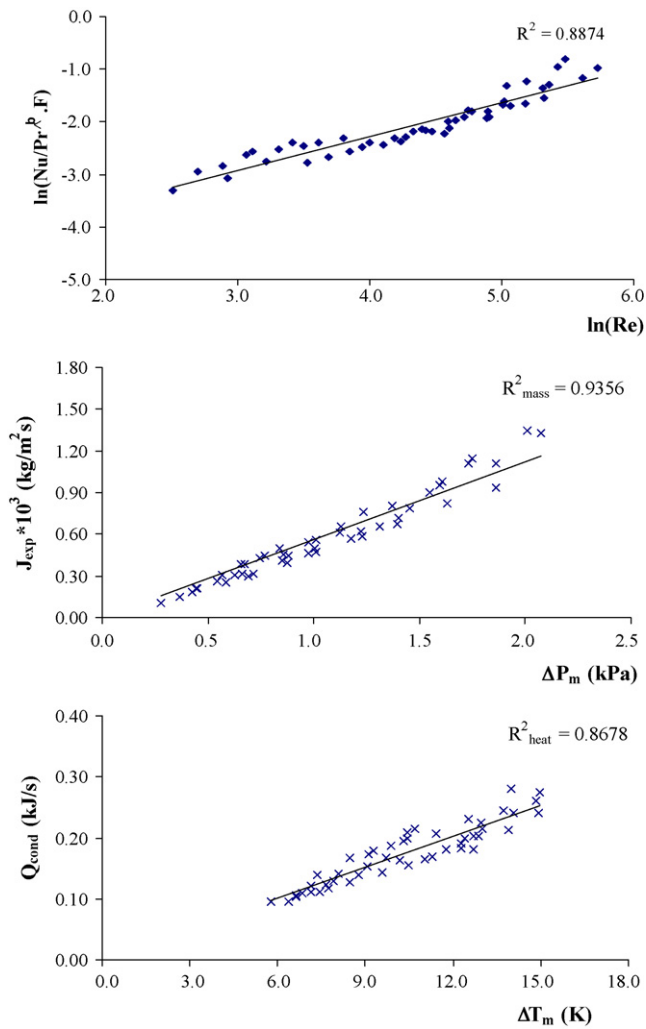 0.0
R² = 0.8874
-1.0
-2.0
-3.0
-4.0
-5.0
ln(Nu/Pr^b.F)
2.0 3.0 4.0 5.0 6.0
ln(Re)
1.80
R²mass = 0.9356
1.50
1.20
0.90
0.60
0.30
0.00
Jexp*10³ (kg/m²s)
0.0 0.5 1.0 1.5 2.0 2.5
ΔPm (kPa)
0.40
R²heat = 0.8678
0.30
0.20
0.10
0.00
Qcond (kJ/s)
0.0 3.0 6.0 9.0 12.0 15.0 18.0
ΔTm (K)